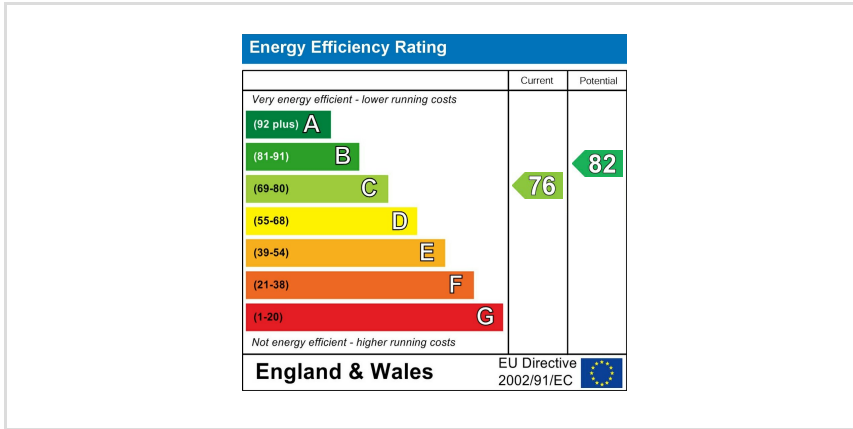 Energy Efficiency Rating
Current Potential
Very energy efficient - lower running costs
(92 plus) A
(81-91) B
(69-80) C
(55-68) D
(39-54) E
(21-38) F
(1-20) G
76
82
Not energy efficient - higher running costs
England & Wales
EU Directive
2002/91/EC